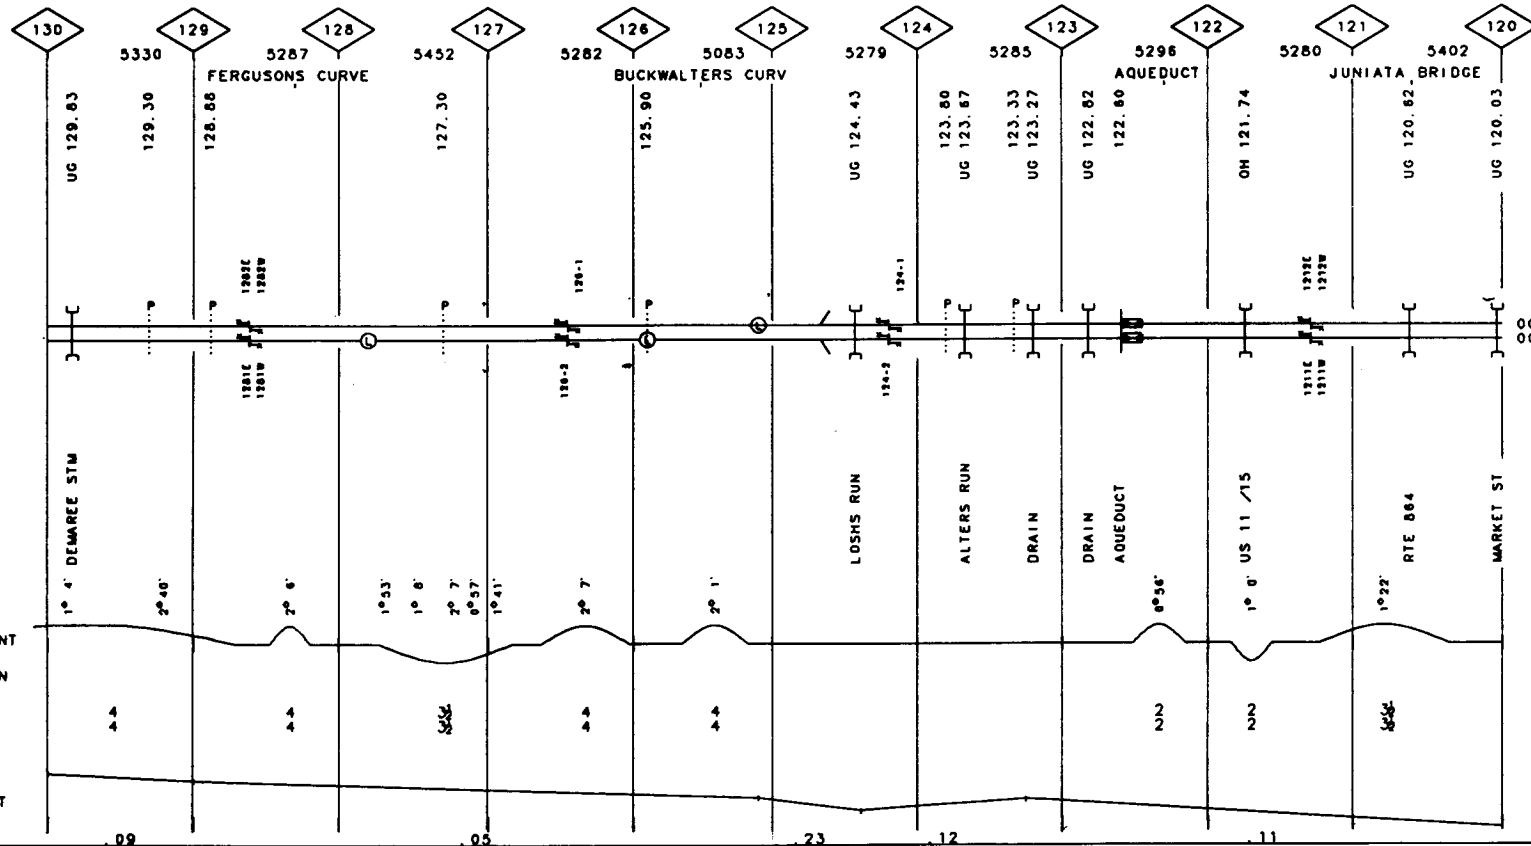 130 129 128 127 126 125 124 123 122 121 120
5330 5287 5452 5282 5083 5279 5285 5296 5280 5402
FERGUSONS CURVE BUCKWALTERS CURV AQUEDUCT JUNIATA BRIDGE
UG 129.83
129.30
128.88
127.30
125.90
UG 124.43
123.80
UG 123.67
123.33
UG 123.27
UG 122.82
122.60
OH 121.74
UG 120.62
UG 120.03
1282E
1282W
126-1
124-1
1212E
1212W
P P P P P
L
L
00
00
1281E
1281W
126-2
4
124-2
1211E
1211W
DEMAREE STM
LOSHS RUN
ALTERS RUN
DRAIN
DRAIN
AQUEDUCT
US 11 /15
RTE 864
MARKET ST
1° 4'
2° 40'
2° 6'
1° 53'
1° 8'
2° 7'
0° 57'
1° 41'
2° 7'
2° 1'
0° 56'
1° 0'
1° 22'
NT
N
4 4 4 4 2 2
4 4 4 4 2 2
T
.09 .05 .23 .12 .11